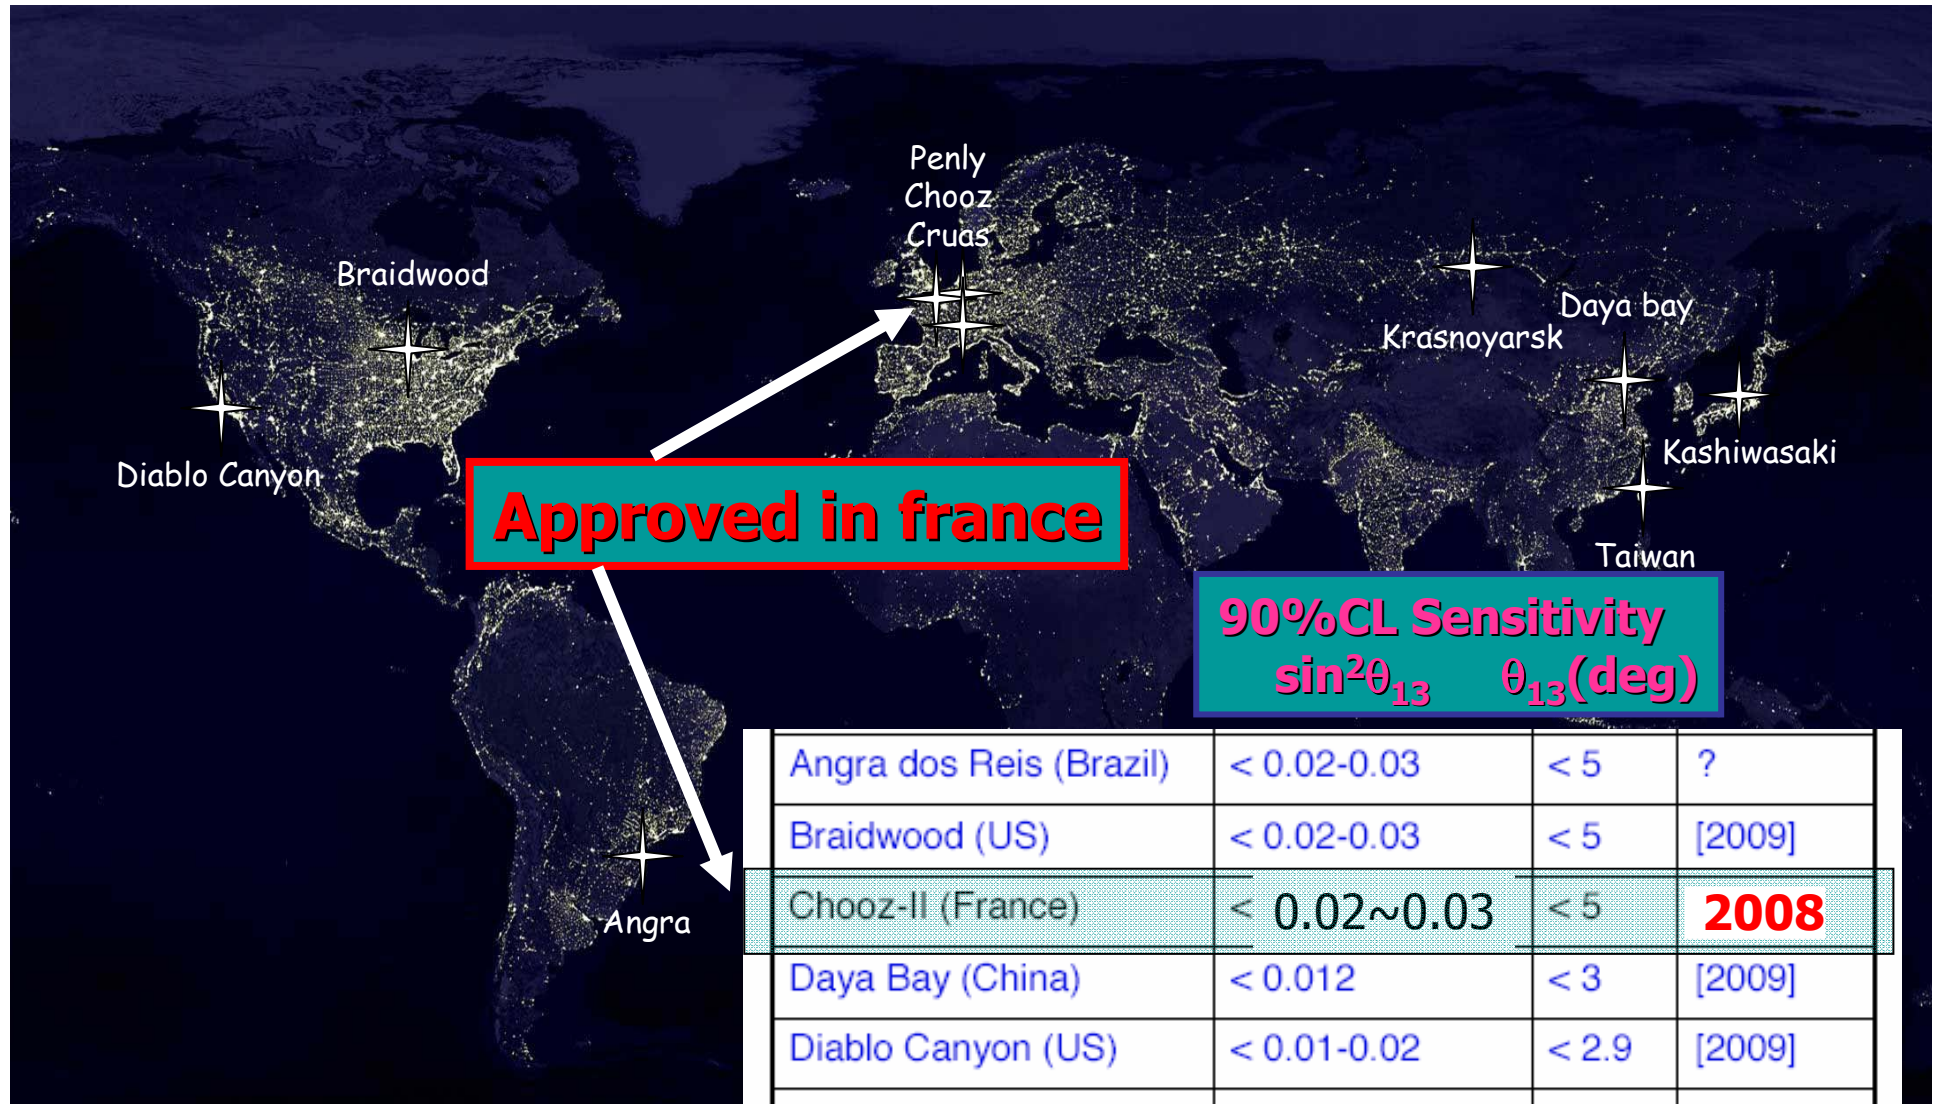 Penly
Chooz
Cruas
Braidwood
Daya bay
Krasnoyarsk
Kashiwasaki
Diablo Canyon
Approved in france
Taiwan
90%CL Sensitivity
sin²θ₁₃ θ₁₃(deg)
Angra dos Reis (Brazil) < 0.02-0.03 < 5 ?
Braidwood (US) < 0.02-0.03 < 5 [2009]
Chooz-II (France) < 0.02~0.03 < 5 2008
Angra
Daya Bay (China) < 0.012 < 3 [2009]
Diablo Canyon (US) < 0.01-0.02 < 2.9 [2009]